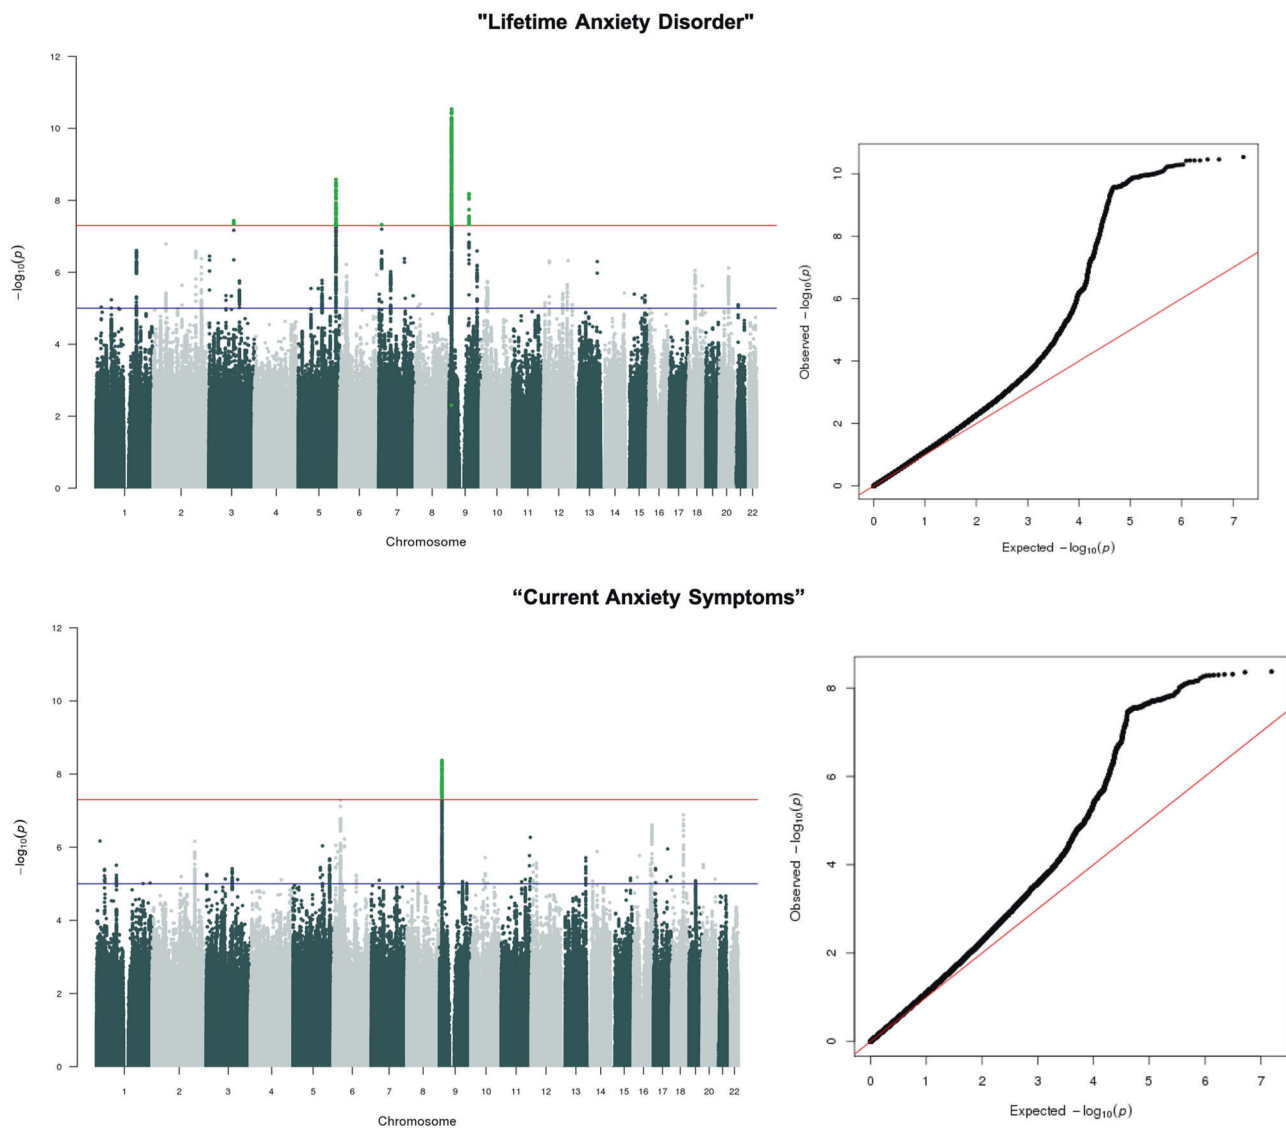 "Lifetime Anxiety Disorder"
12
10
8
6
4
2
0
−log10(p)
1 2 3 4 5 6 7 8 9 10 11 12 13 14 15 16 17 18 20 22
Chromosome
10
8
6
4
2
0
Observed −log10(p)
0 1 2 3 4 5 6 7
Expected −log10(p)
“Current Anxiety Symptoms”
12
10
8
6
4
2
0
−log10(p)
1 2 3 4 5 6 7 8 9 10 11 12 13 14 15 16 17 18 20 22
Chromosome
8
6
4
2
0
Observed −log10(p)
0 1 2 3 4 5 6 7
Expected −log10(p)